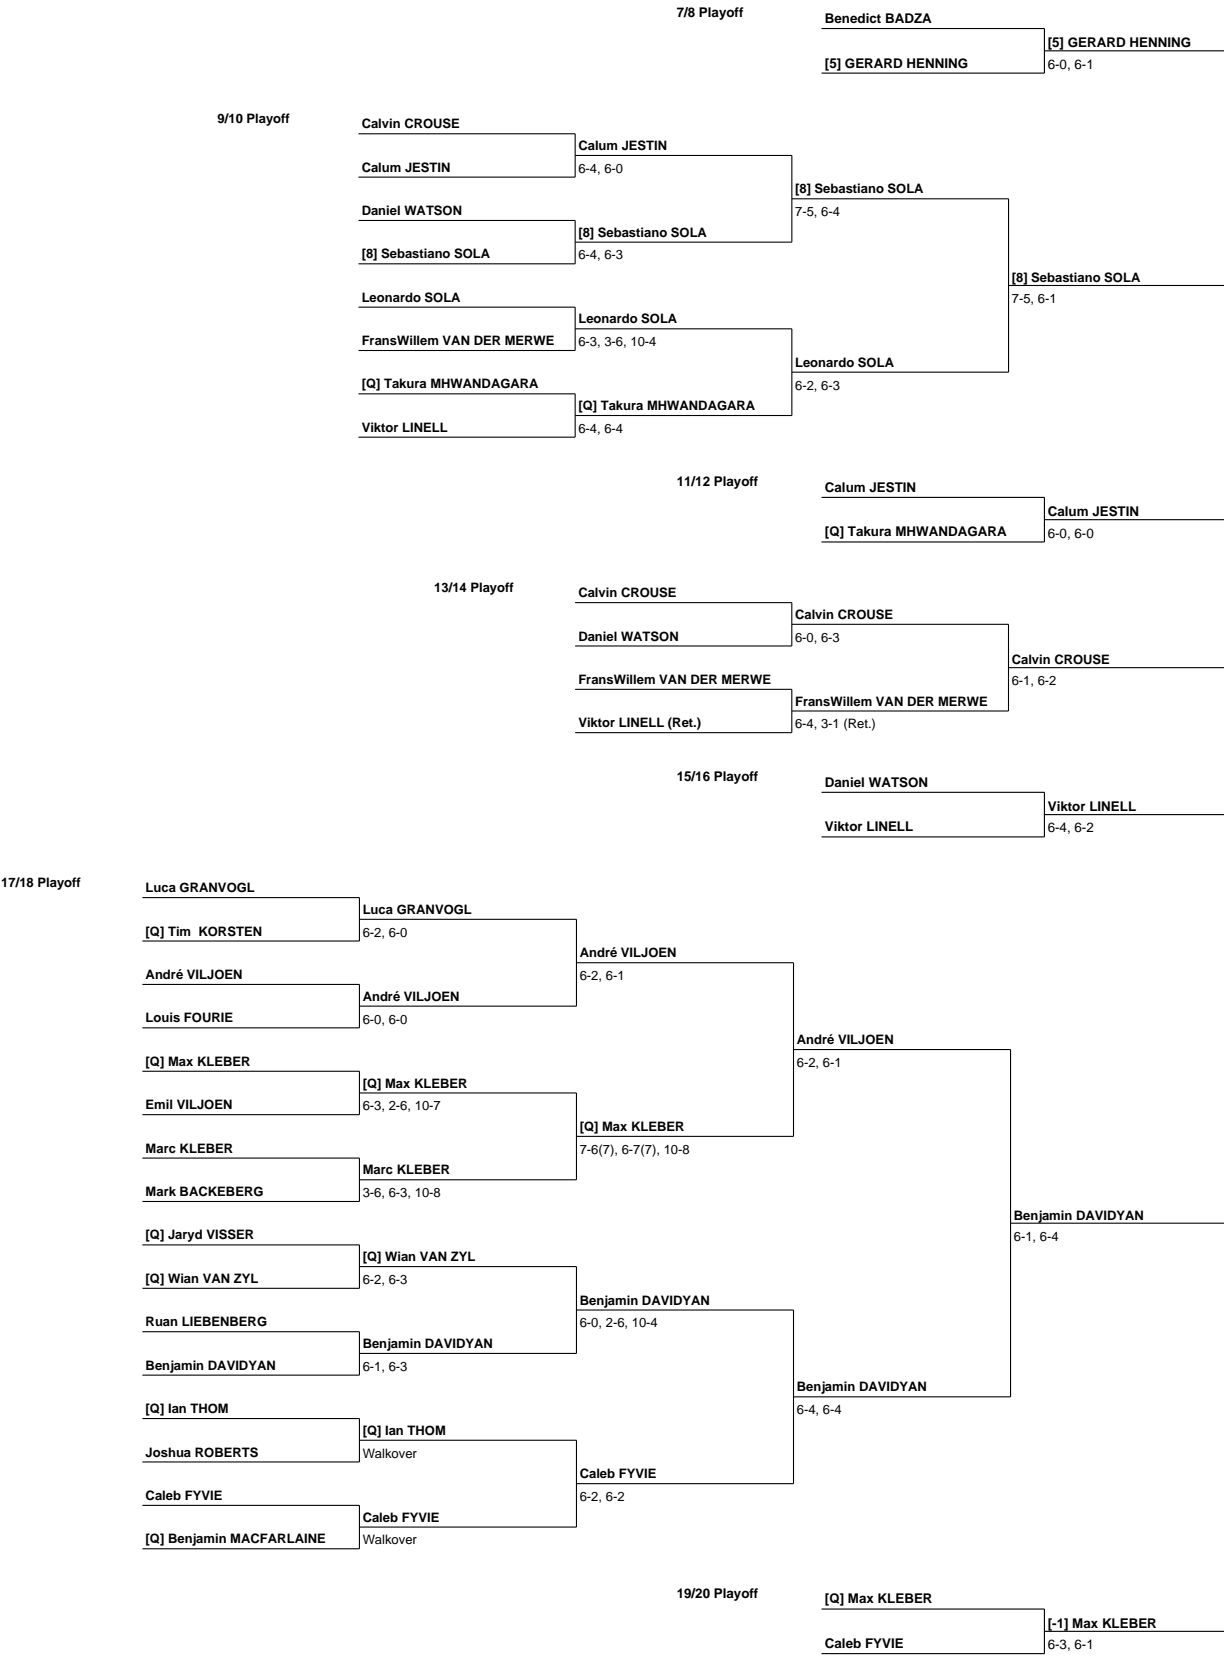 7/8 Playoff
Benedict BADZA
[5] GERARD HENNING
[5] GERARD HENNING
6-0, 6-1
9/10 Playoff
Calvin CROUSE
Calum JESTIN
Calum JESTIN
6-4, 6-0
[8] Sebastiano SOLA
Daniel WATSON
7-5, 6-4
[8] Sebastiano SOLA
[8] Sebastiano SOLA
6-4, 6-3
[8] Sebastiano SOLA
Leonardo SOLA
7-5, 6-1
Leonardo SOLA
FransWillem VAN DER MERWE
6-3, 3-6, 10-4
Leonardo SOLA
[Q] Takura MHWANDAGARA
6-2, 6-3
[Q] Takura MHWANDAGARA
Viktor LINELL
6-4, 6-4
11/12 Playoff
Calum JESTIN
Calum JESTIN
[Q] Takura MHWANDAGARA
6-0, 6-0
13/14 Playoff
Calvin CROUSE
Calvin CROUSE
Daniel WATSON
6-0, 6-3
Calvin CROUSE
FransWillem VAN DER MERWE
6-1, 6-2
FransWillem VAN DER MERWE
Viktor LINELL (Ret.)
6-4, 3-1 (Ret.)
15/16 Playoff
Daniel WATSON
Viktor LINELL
Viktor LINELL
6-4, 6-2
17/18 Playoff
Luca GRANVOGL
Luca GRANVOGL
[Q] Tim  KORSTEN
6-2, 6-0
André VILJOEN
André VILJOEN
6-2, 6-1
André VILJOEN
Louis FOURIE
6-0, 6-0
André VILJOEN
[Q] Max KLEBER
6-2, 6-1
[Q] Max KLEBER
Emil VILJOEN
6-3, 2-6, 10-7
[Q] Max KLEBER
Marc KLEBER
7-6(7), 6-7(7), 10-8
Marc KLEBER
Mark BACKEBERG
3-6, 6-3, 10-8
Benjamin DAVIDYAN
[Q] Jaryd VISSER
6-1, 6-4
[Q] Wian VAN ZYL
[Q] Wian VAN ZYL
6-2, 6-3
Benjamin DAVIDYAN
Ruan LIEBENBERG
6-0, 2-6, 10-4
Benjamin DAVIDYAN
Benjamin DAVIDYAN
6-1, 6-3
Benjamin DAVIDYAN
[Q] Ian THOM
6-4, 6-4
[Q] Ian THOM
Joshua ROBERTS
Walkover
Caleb FYVIE
Caleb FYVIE
6-2, 6-2
Caleb FYVIE
[Q] Benjamin MACFARLAINE
Walkover
19/20 Playoff
[Q] Max KLEBER
[-1] Max KLEBER
Caleb FYVIE
6-3, 6-1